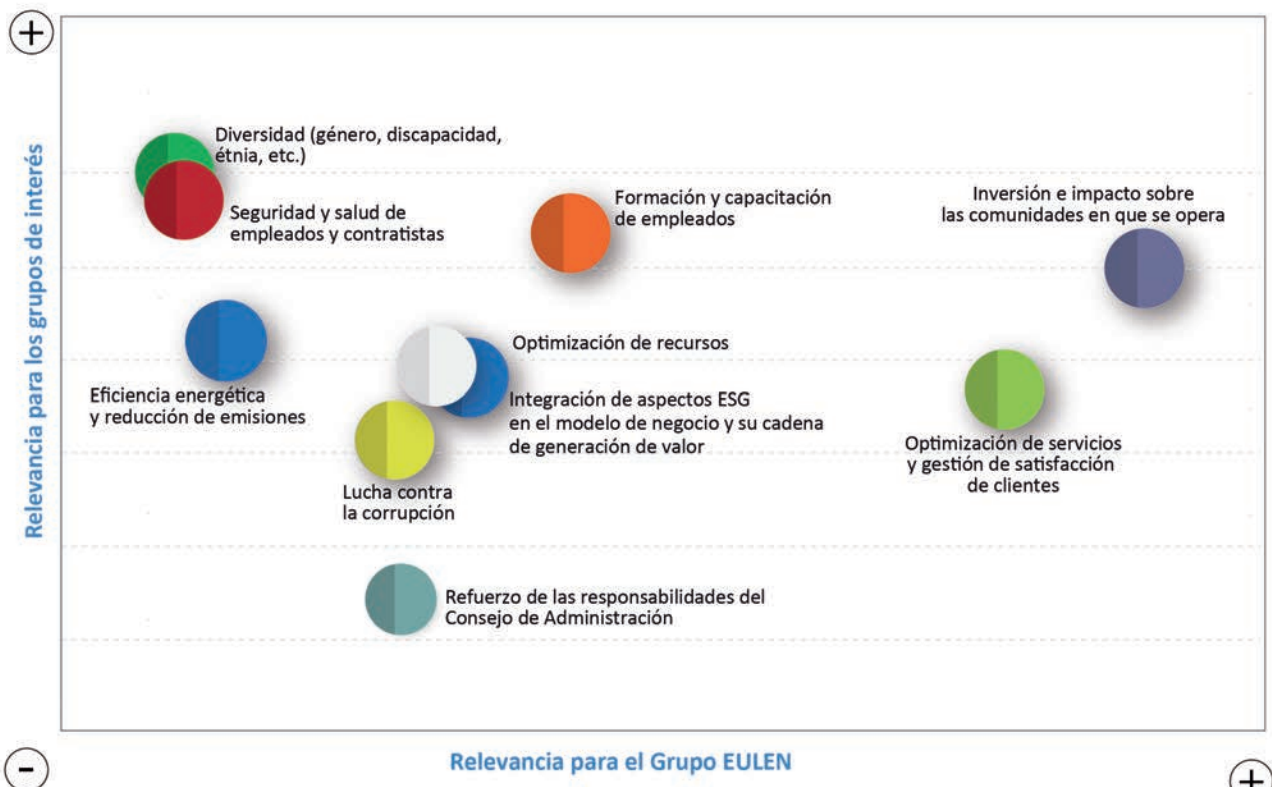 +
Relevancia para los grupos de interés
Diversidad (género, discapacidad,
étnia, etc.)
Seguridad y salud de
empleados y contratistas
Formación y capacitación
de empleados
Inversión e impacto sobre
las comunidades en que se opera
Eficiencia energética
y reducción de emisiones
Optimización de recursos
Integración de aspectos ESG
en el modelo de negocio y su cadena
de generación de valor
Optimización de servicios
y gestión de satisfacción
de clientes
Lucha contra
la corrupción
Refuerzo de las responsabilidades del
Consejo de Administración
-
Relevancia para el Grupo EULEN
+